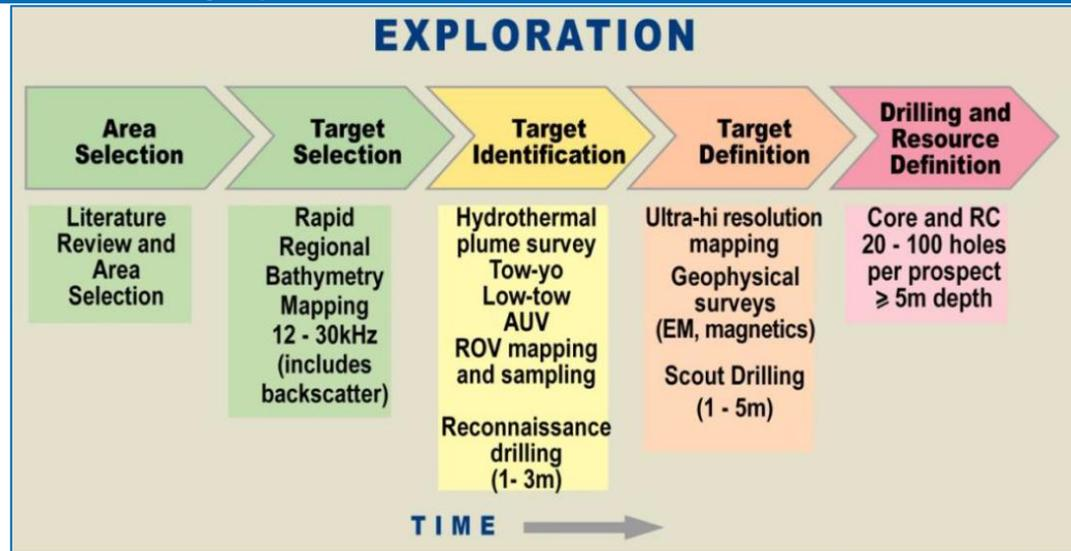 EXPLORATION
Area
Selection
Target
Selection
Target
Identification
Target
Definition
Drilling and
Resource
Definition
Literature
Review and
Area
Selection
Rapid
Regional
Bathymetry
Mapping
12 - 30kHz
(includes
backscatter)
Hydrothermal
plume survey
Tow-yo
Low-tow
AUV
ROV mapping
and sampling
Reconnaissance
drilling
(1- 3m)
Ultra-hi resolution
mapping
Geophysical
surveys
(EM, magnetics)
Scout Drilling
(1 - 5m)
Core and RC
20 - 100 holes
per prospect
⩾ 5m depth
TIME